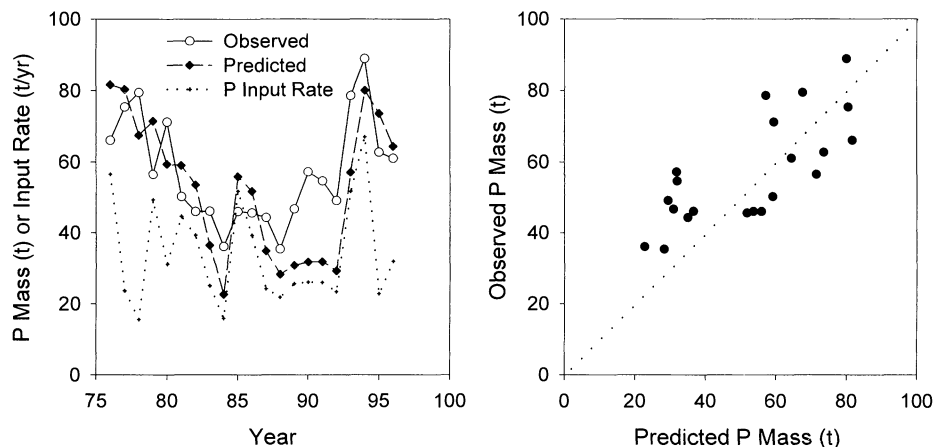 P Mass (t) or Input Rate (t/yr)
100
80
60
40
20
0
Observed
Predicted
P Input Rate
75 80 85 90 95 100
Year
Observed P Mass (t)
100
80
60
40
20
0
0 20 40 60 80 100
Predicted P Mass (t)